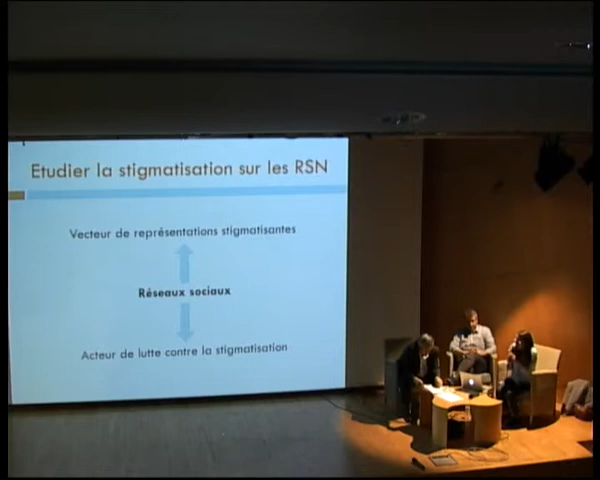 Etudier la stigmatisation sur les RSN
Vecteur de représentations stigmatisantes
Réseaux sociaux
Acteur de lutte contre la stigmatisation